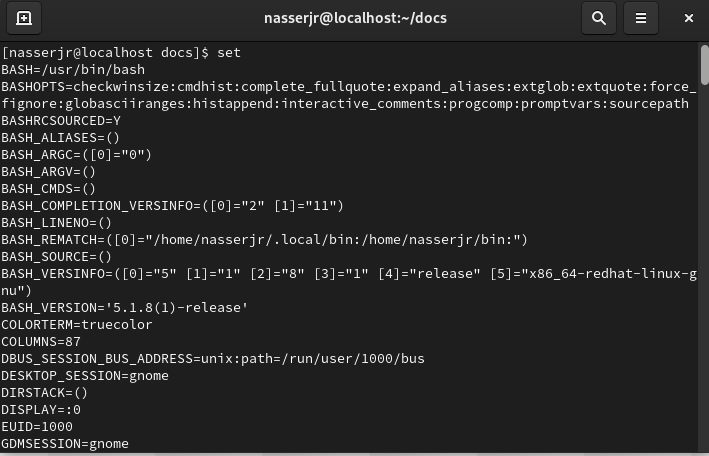 nasserjr@localhost:~/docs
[nasserjr@localhost docs]$ set
BASH=/usr/bin/bash
BASHOPTS=checkwinsize:cmdhist:complete_fullquote:expand_aliases:extglob:extquote:force_
fignore:globasciiranges:histappend:interactive_comments:progcomp:promptvars:sourcepath
BASHRCSOURCED=Y
BASH_ALIASES=()
BASH_ARGC=([0]="0")
BASH_ARGV=()
BASH_CMDS=()
BASH_COMPLETION_VERSINFO=([0]="2" [1]="11")
BASH_LINENO=()
BASH_REMATCH=([0]="/home/nasserjr/.local/bin:/home/nasserjr/bin:")
BASH_SOURCE=()
BASH_VERSINFO=([0]="5" [1]="1" [2]="8" [3]="1" [4]="release" [5]="x86_64-redhat-linux-g
nu")
BASH_VERSION='5.1.8(1)-release'
COLORTERM=truecolor
COLUMNS=87
DBUS_SESSION_BUS_ADDRESS=unix:path=/run/user/1000/bus
DESKTOP_SESSION=gnome
DIRSTACK=()
DISPLAY=:0
EUID=1000
GDMSESSION=gnome